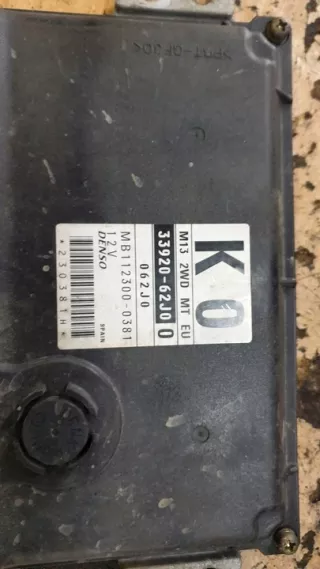 K0
M13 2WD MT EU
33920-62J0 0
062J0
MB112300-0381
12V
DENSO SPAIN
*23038TH*